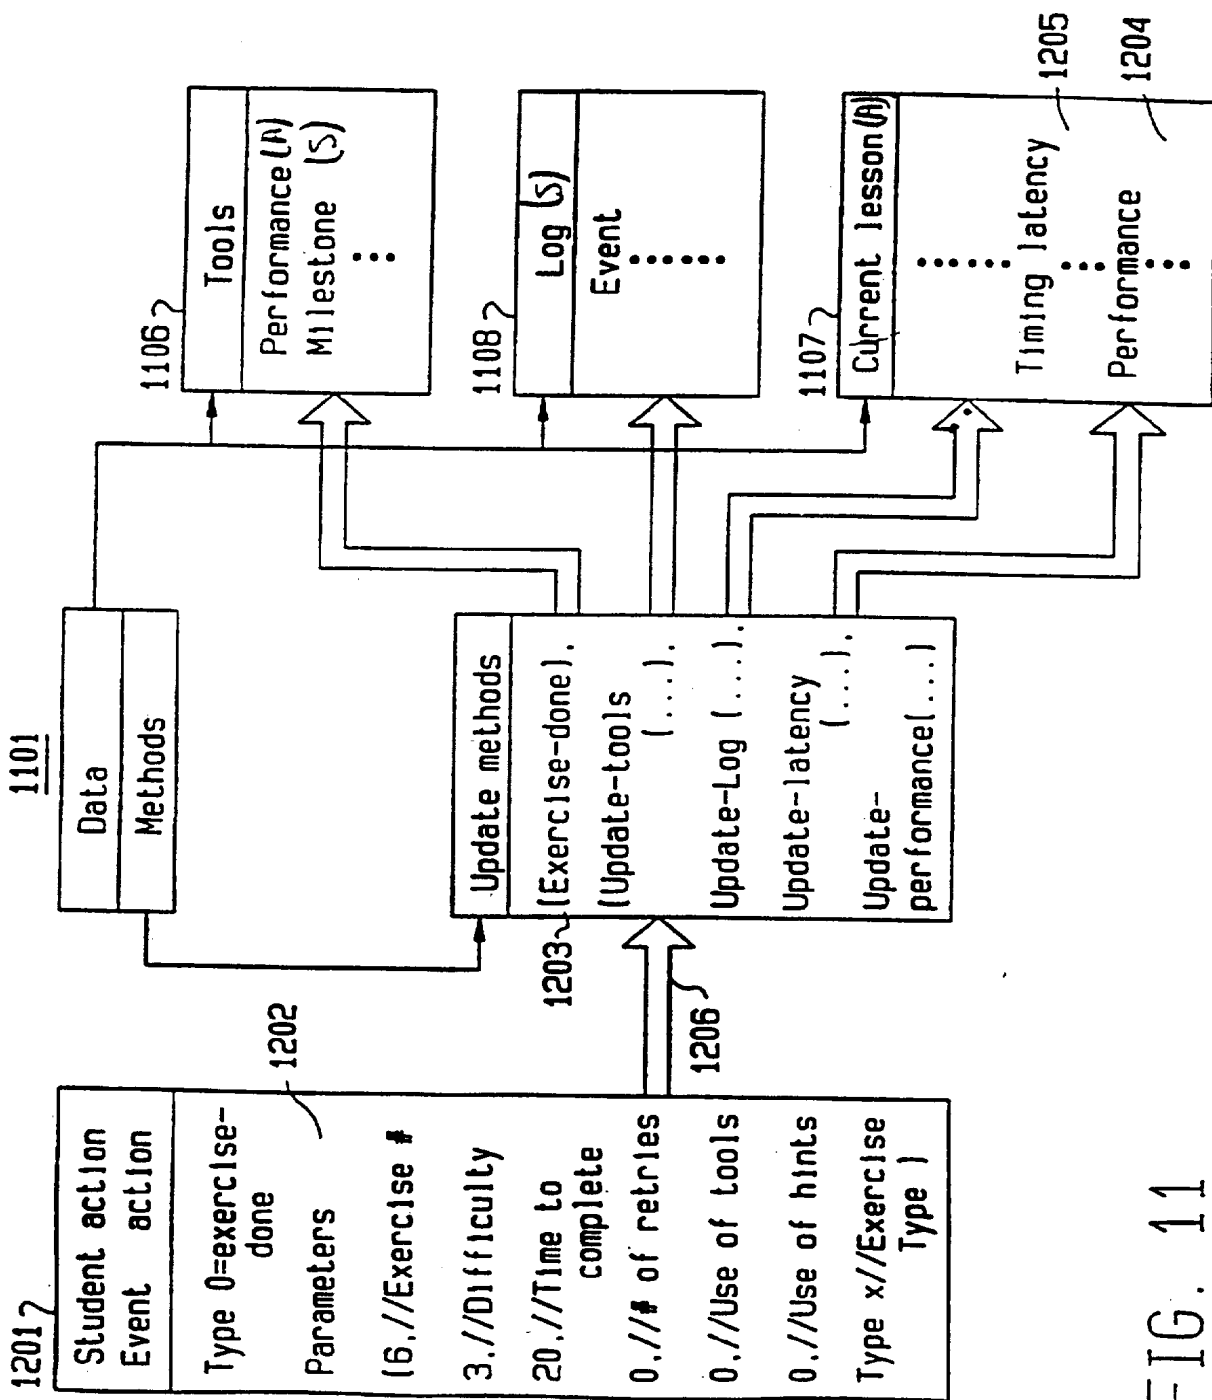 1101
Data
Methods
1201
Student action
Event action
Type 0=exercise-
done
Parameters
1202
(6,//Exercise #
3,//Difficulty
20,//Time to
complete
0,//# of retries
0,//Use of tools
0,//Use of hints
Type x//Exercise
Type )
1206
Update methods
1203
(Exercise-done),
(Update-tools
(...),
Update-Log (...),
Update-latency
(...),
Update-
performance(....)
1106
Tools
Performance(A)
Milestone (S)
1108
Log (S)
Event
1107
Current lesson(A)
Timing latency
1205
Performance
1204
FIG. 11